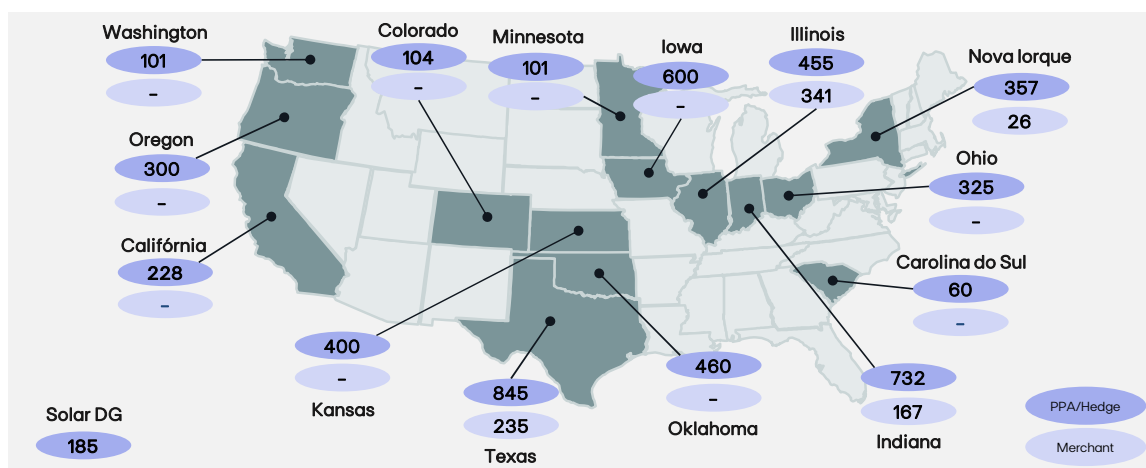 Washington
101
-
Colorado
104
-
Minnesota
101
-
Iowa
600
-
Illinois
455
341
Nova Iorque
357
26
Oregon
300
-
Ohio
325
-
Califórnia
228
-
Carolina do Sul
60
-
400
-
Kansas
845
235
Texas
460
-
Oklahoma
732
167
Indiana
Solar DG
185
PPA/Hedge
Merchant